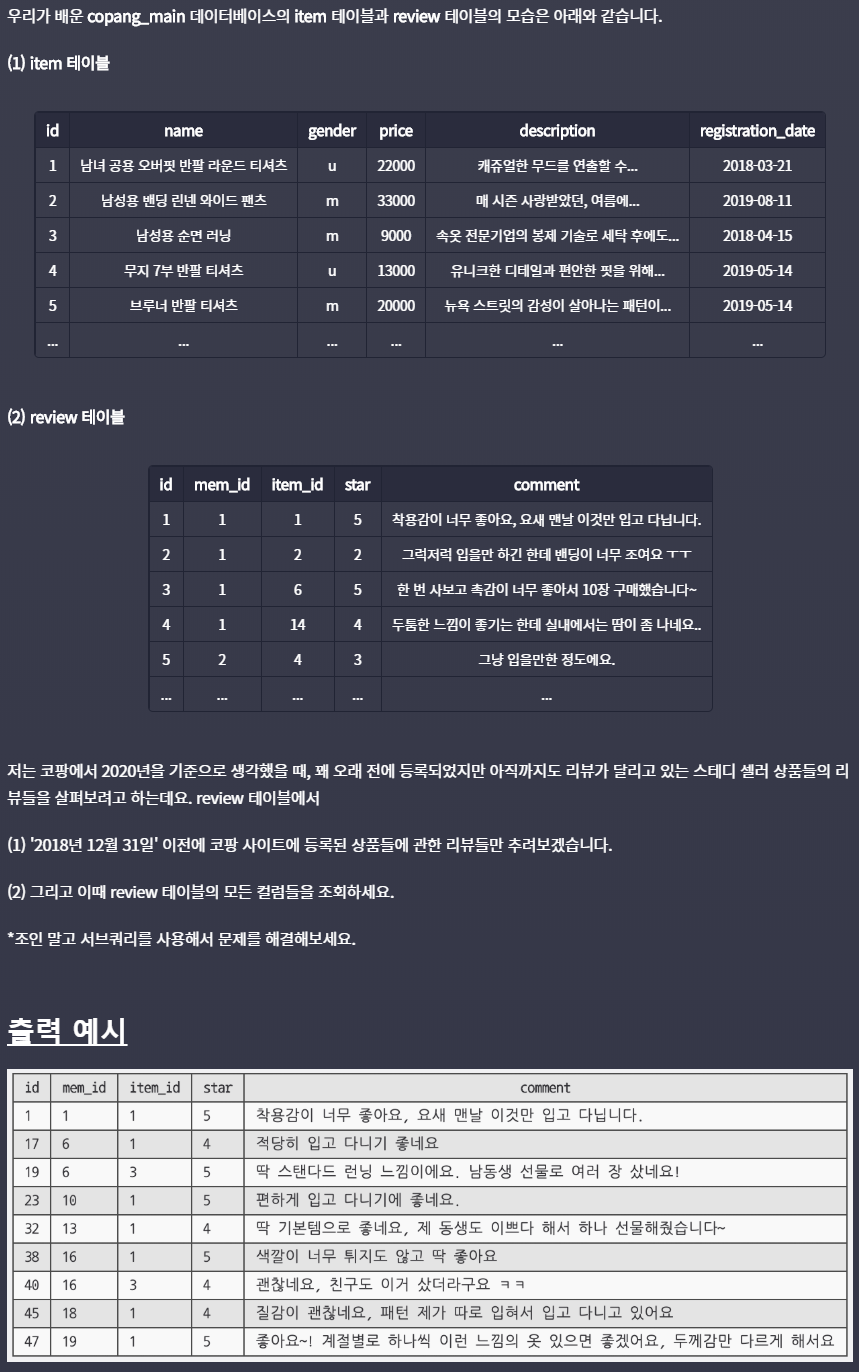 우리가 배운 copang_main 데이터베이스의 item 테이블과 review 테이블의 모습은 아래와 같습니다.
(1) item 테이블
id name gender price description registration_date
1 남녀 공용 오버핏 반팔 라운드 티셔츠 u 22000 캐쥬얼한 무드를 연출할 수... 2018-03-21
2 남성용 밴딩 린넨 와이드 팬츠 m 33000 매 시즌 사랑받았던, 여름에... 2019-08-11
3 남성용 순면 러닝 m 9000 속옷 전문기업의 봉제 기술로 세탁 후에도... 2018-04-15
4 무지 7부 반팔 티셔츠 u 13000 유니크한 디테일과 편안한 핏을 위해... 2019-05-14
5 브루너 반팔 티셔츠 m 20000 뉴욕 스트릿의 감성이 살아나는 패턴이... 2019-05-14
... ... ... ... ... ...
(2) review 테이블
id mem_id item_id star comment
1 1 1 5 착용감이 너무 좋아요, 요새 맨날 이것만 입고 다닙니다.
2 1 2 2 그럭저럭 입을만 하긴 한데 밴딩이 너무 조여요 ㅜㅜ
3 1 6 5 한 번 사보고 촉감이 너무 좋아서 10장 구매했습니다~
4 1 14 4 두툼한 느낌이 좋기는 한데 실내에서는 땀이 좀 나네요..
5 2 4 3 그냥 입을만한 정도에요.
... ... ... ... ...
저는 코팡에서 2020년을 기준으로 생각했을 때, 꽤 오래 전에 등록되었지만 아직까지도 리뷰가 달리고 있는 스테디 셀러 상품들의 리
뷰들을 살펴보려고 하는데요. review 테이블에서
(1) '2018년 12월 31일' 이전에 코팡 사이트에 등록된 상품들에 관한 리뷰들만 추려보겠습니다.
(2) 그리고 이때 review 테이블의 모든 컬럼들을 조회하세요.
*조인 말고 서브쿼리를 사용해서 문제를 해결해보세요.
출력 예시
id mem_id item_id star comment
1 1 1 5 착용감이 너무 좋아요, 요새 맨날 이것만 입고 다닙니다.
17 6 1 4 적당히 입고 다니기 좋네요
19 6 3 5 딱 스탠다드 런닝 느낌이에요. 남동생 선물로 여러 장 샀네요!
23 10 1 5 편하게 입고 다니기에 좋네요.
32 13 1 4 딱 기본템으로 좋네요, 제 동생도 이쁘다 해서 하나 선물해줬습니다~
38 16 1 5 색깔이 너무 튀지도 않고 딱 좋아요
40 16 3 4 괜찮네요, 친구도 이거 샀더라구요 ㅋㅋ
45 18 1 4 질감이 괜찮네요, 패턴 제가 따로 입혀서 입고 다니고 있어요
47 19 1 5 좋아요~! 계절별로 하나씩 이런 느낌의 옷 있으면 좋겠어요, 두께감만 다르게 해서요